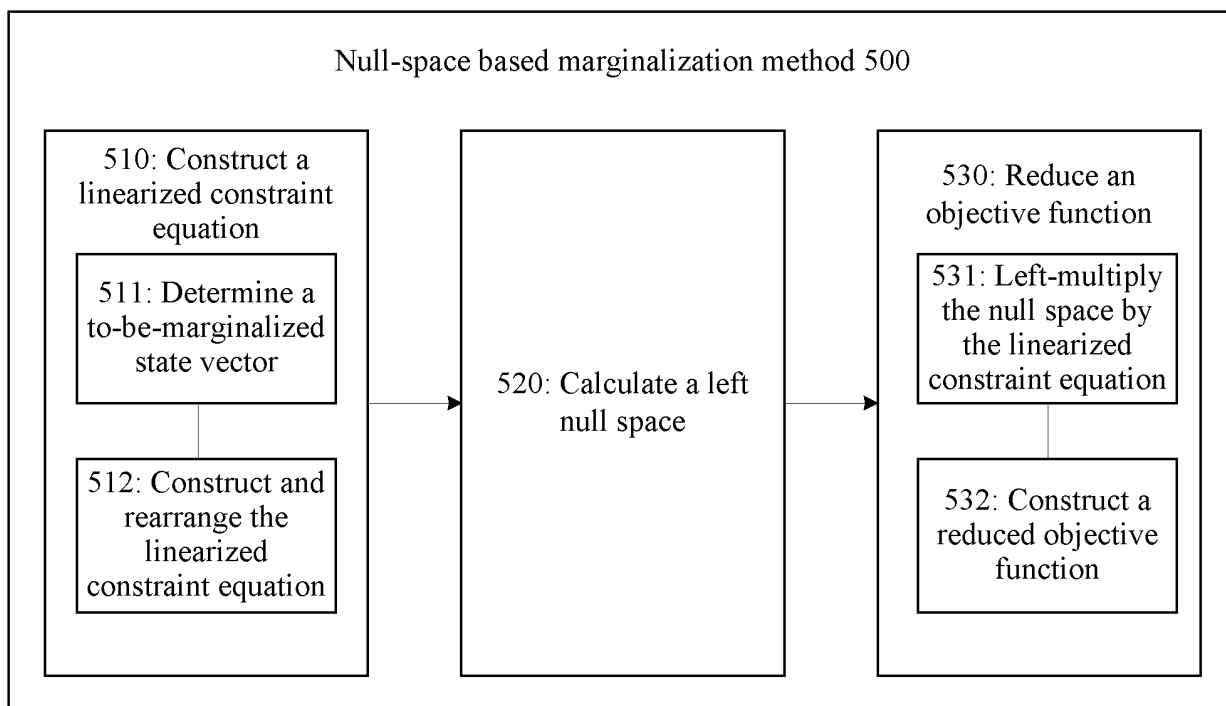 Null-space based marginalization method 500
510: Construct a
linearized constraint
equation
511: Determine a
to-be-marginalized
state vector
512: Construct and
rearrange the
linearized
constraint equation
520: Calculate a left
null space
530: Reduce an
objective function
531: Left-multiply
the null space by
the linearized
constraint equation
532: Construct a
reduced objective
function